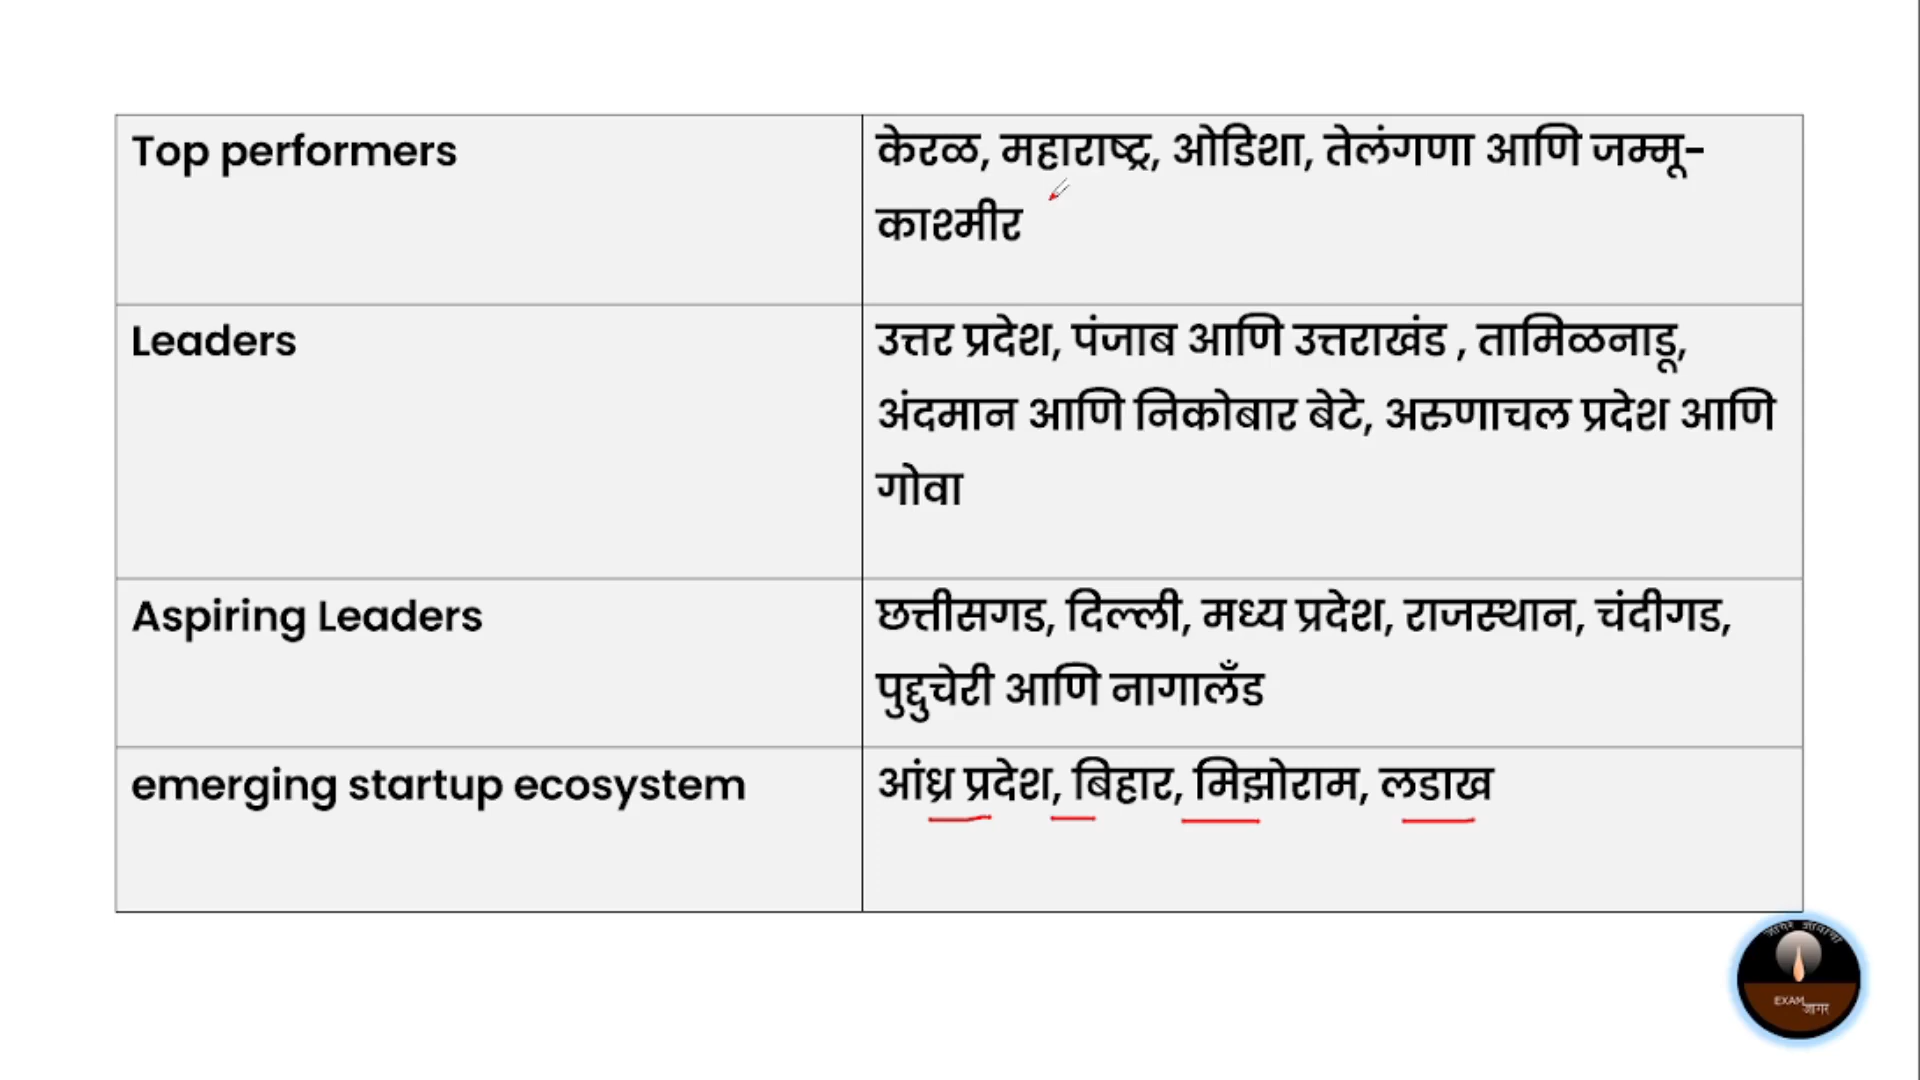 Top performers
केरळ, महाराष्ट्र, ओडिशा, तेलंगणा आणि जम्मू-
काश्मीर
Leaders
उत्तर प्रदेश, पंजाब आणि उत्तराखंड , तामिळनाडू,
अंदमान आणि निकोबार बेटे, अरुणाचल प्रदेश आणि
गोवा
Aspiring Leaders
छत्तीसगड, दिल्ली, मध्य प्रदेश, राजस्थान, चंदीगड,
पुद्दुचेरी आणि नागालँड
emerging startup ecosystem
आंध्र प्रदेश, बिहार, मिझोराम, लडाख
EXAM
जागर